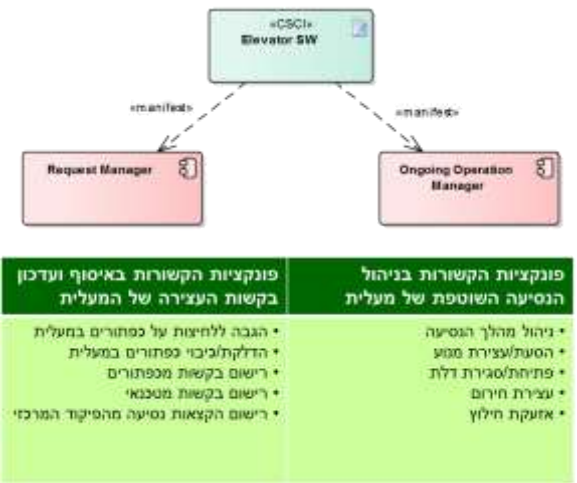 «CSCI»
Elevator SW
«manifest»
«manifest»
Request Manager
Ongoing Operation
Manager
פונקציות הקשורות בניהול
הנסיעה השוטפת של מעלית
פונקציות הקשורות באיסוף ועדכון
בקשות העצירה של המעלית
• ניהול מהלך הנסיעה
• הסעת/עצירת מנוע
• פתיחת/סגירת דלת
• עצירת חירום
• אזעקת חילוץ
• הגבה ללחיצות על כפתורים במעלית
• הדלקת/כיבוי כפתורים במעלית
• רישום בקשות מכפתורים
• רישום בקשות מטכנאי
• רישום הקצאות נסיעה מהפיקוד המרכזי